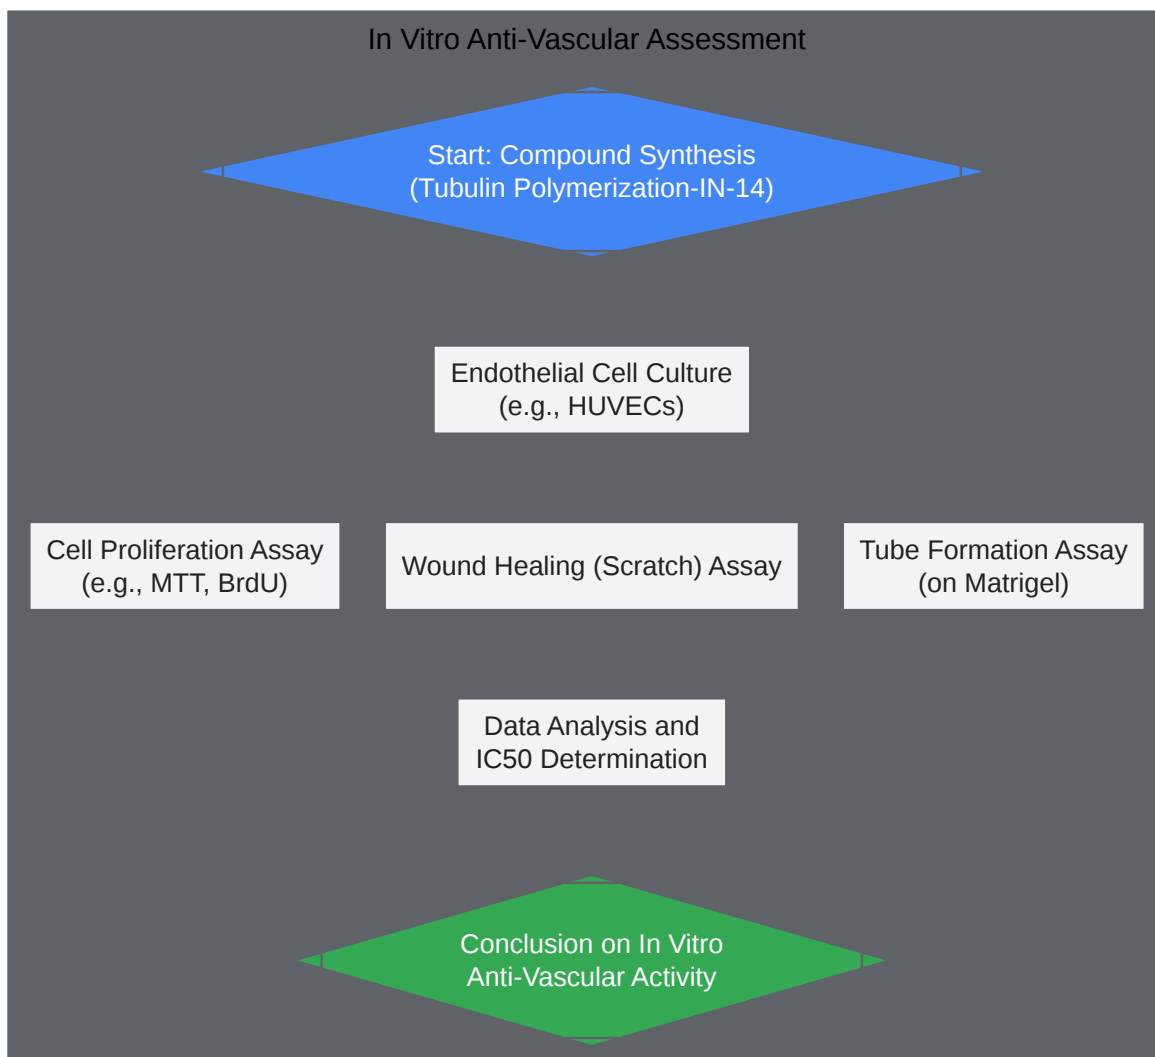 In Vitro Anti-Vascular Assessment
Start: Compound Synthesis
(Tubulin Polymerization-IN-14)
Endothelial Cell Culture
(e.g., HUVECs)
Cell Proliferation Assay
(e.g., MTT, BrdU)
Wound Healing (Scratch) Assay
Tube Formation Assay
(on Matrigel)
Data Analysis and
IC50 Determination
Conclusion on In Vitro
Anti-Vascular Activity